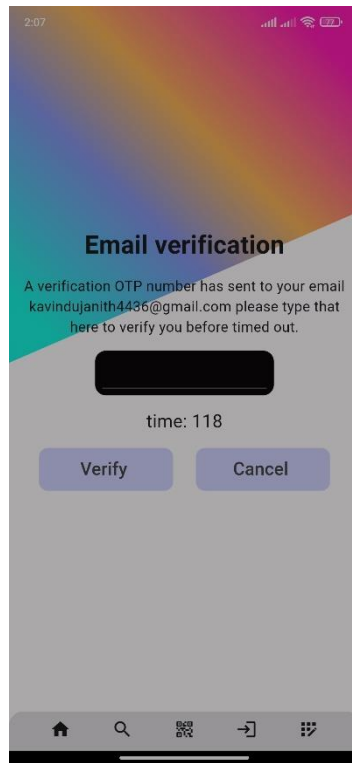 2:07
77
Email verification
A verification OTP number has sent to your email
kavindujanith4436@gmail.com please type that
here to verify you before timed out.
time: 118
Verify
Cancel